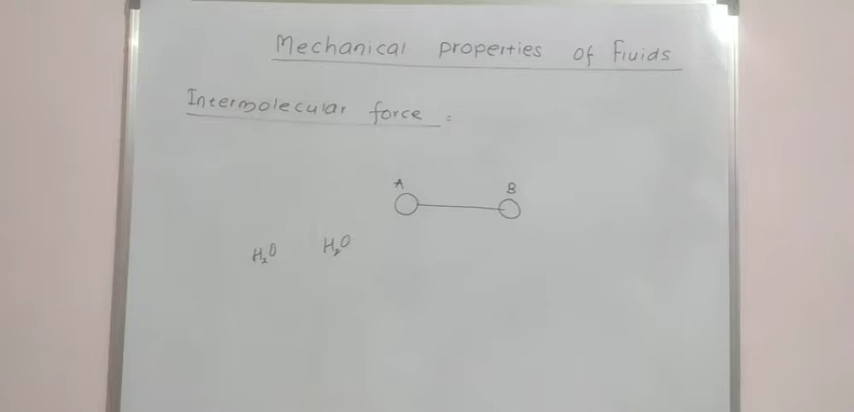 Mechanical properties of Fluids
Intermolecular force :
A B
H₂O H₂O